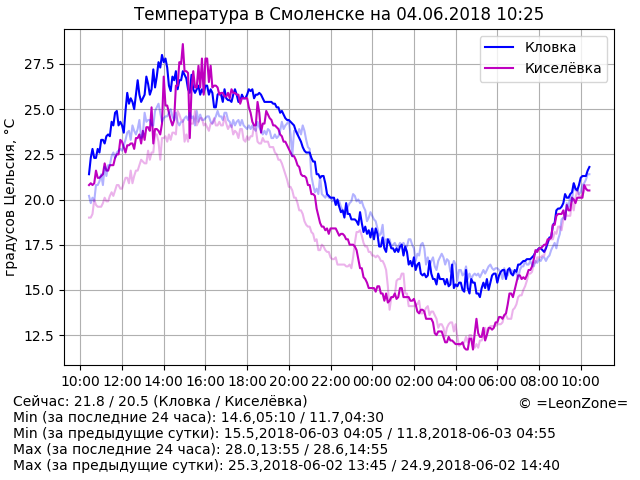 Температура в Смоленске на 04.06.2018 10:25
Кловка
Киселёвка
градусов Цельсия, °C
27.5
25.0
22.5
20.0
17.5
15.0
12.5
10:00 12:00 14:00 16:00 18:00 20:00 22:00 00:00 02:00 04:00 06:00 08:00 10:00
Сейчас: 21.8 / 20.5 (Кловка / Киселёвка)
© =LeonZone=
Min (за последние 24 часа): 14.6,05:10 / 11.7,04:30
Min (за предыдущие сутки): 15.5,2018-06-03 04:05 / 11.8,2018-06-03 04:55
Max (за последние 24 часа): 28.0,13:55 / 28.6,14:55
Max (за предыдущие сутки): 25.3,2018-06-02 13:45 / 24.9,2018-06-02 14:40